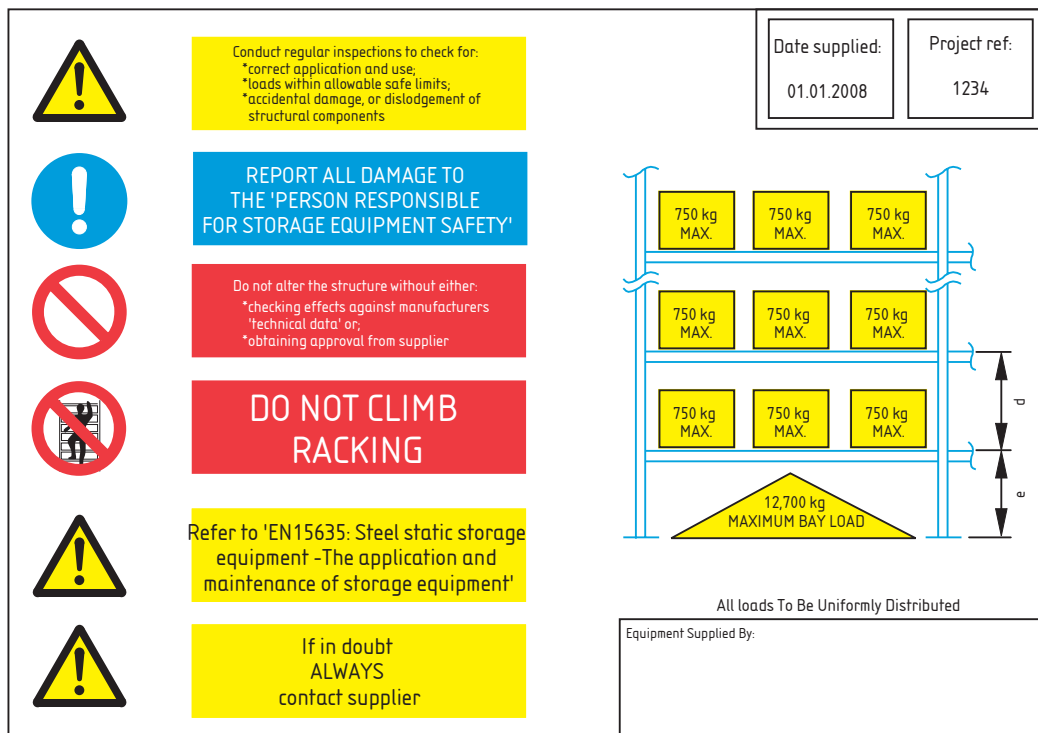 Conduct regular inspections to check for:
*correct application and use;
*loads within allowable safe limits;
*accidental damage, or dislodgement of
structural components
REPORT ALL DAMAGE TO
THE 'PERSON RESPONSIBLE
FOR STORAGE EQUIPMENT SAFETY'
Do not alter the structure without either:
*checking effects against manufacturers
'technical data' or;
*obtaining approval from supplier
DO NOT CLIMB
RACKING
Refer to 'EN15635: Steel static storage
equipment -The application and
maintenance of storage equipment'
If in doubt
ALWAYS
contact supplier
Date supplied:
01.01.2008
Project ref:
1234
750 kg
MAX.
750 kg
MAX.
750 kg
MAX.
750 kg
MAX.
750 kg
MAX.
750 kg
MAX.
750 kg
MAX.
750 kg
MAX.
750 kg
MAX.
d
e
12,700 kg
MAXIMUM BAY LOAD
All loads To Be Uniformly Distributed
Equipment Supplied By: